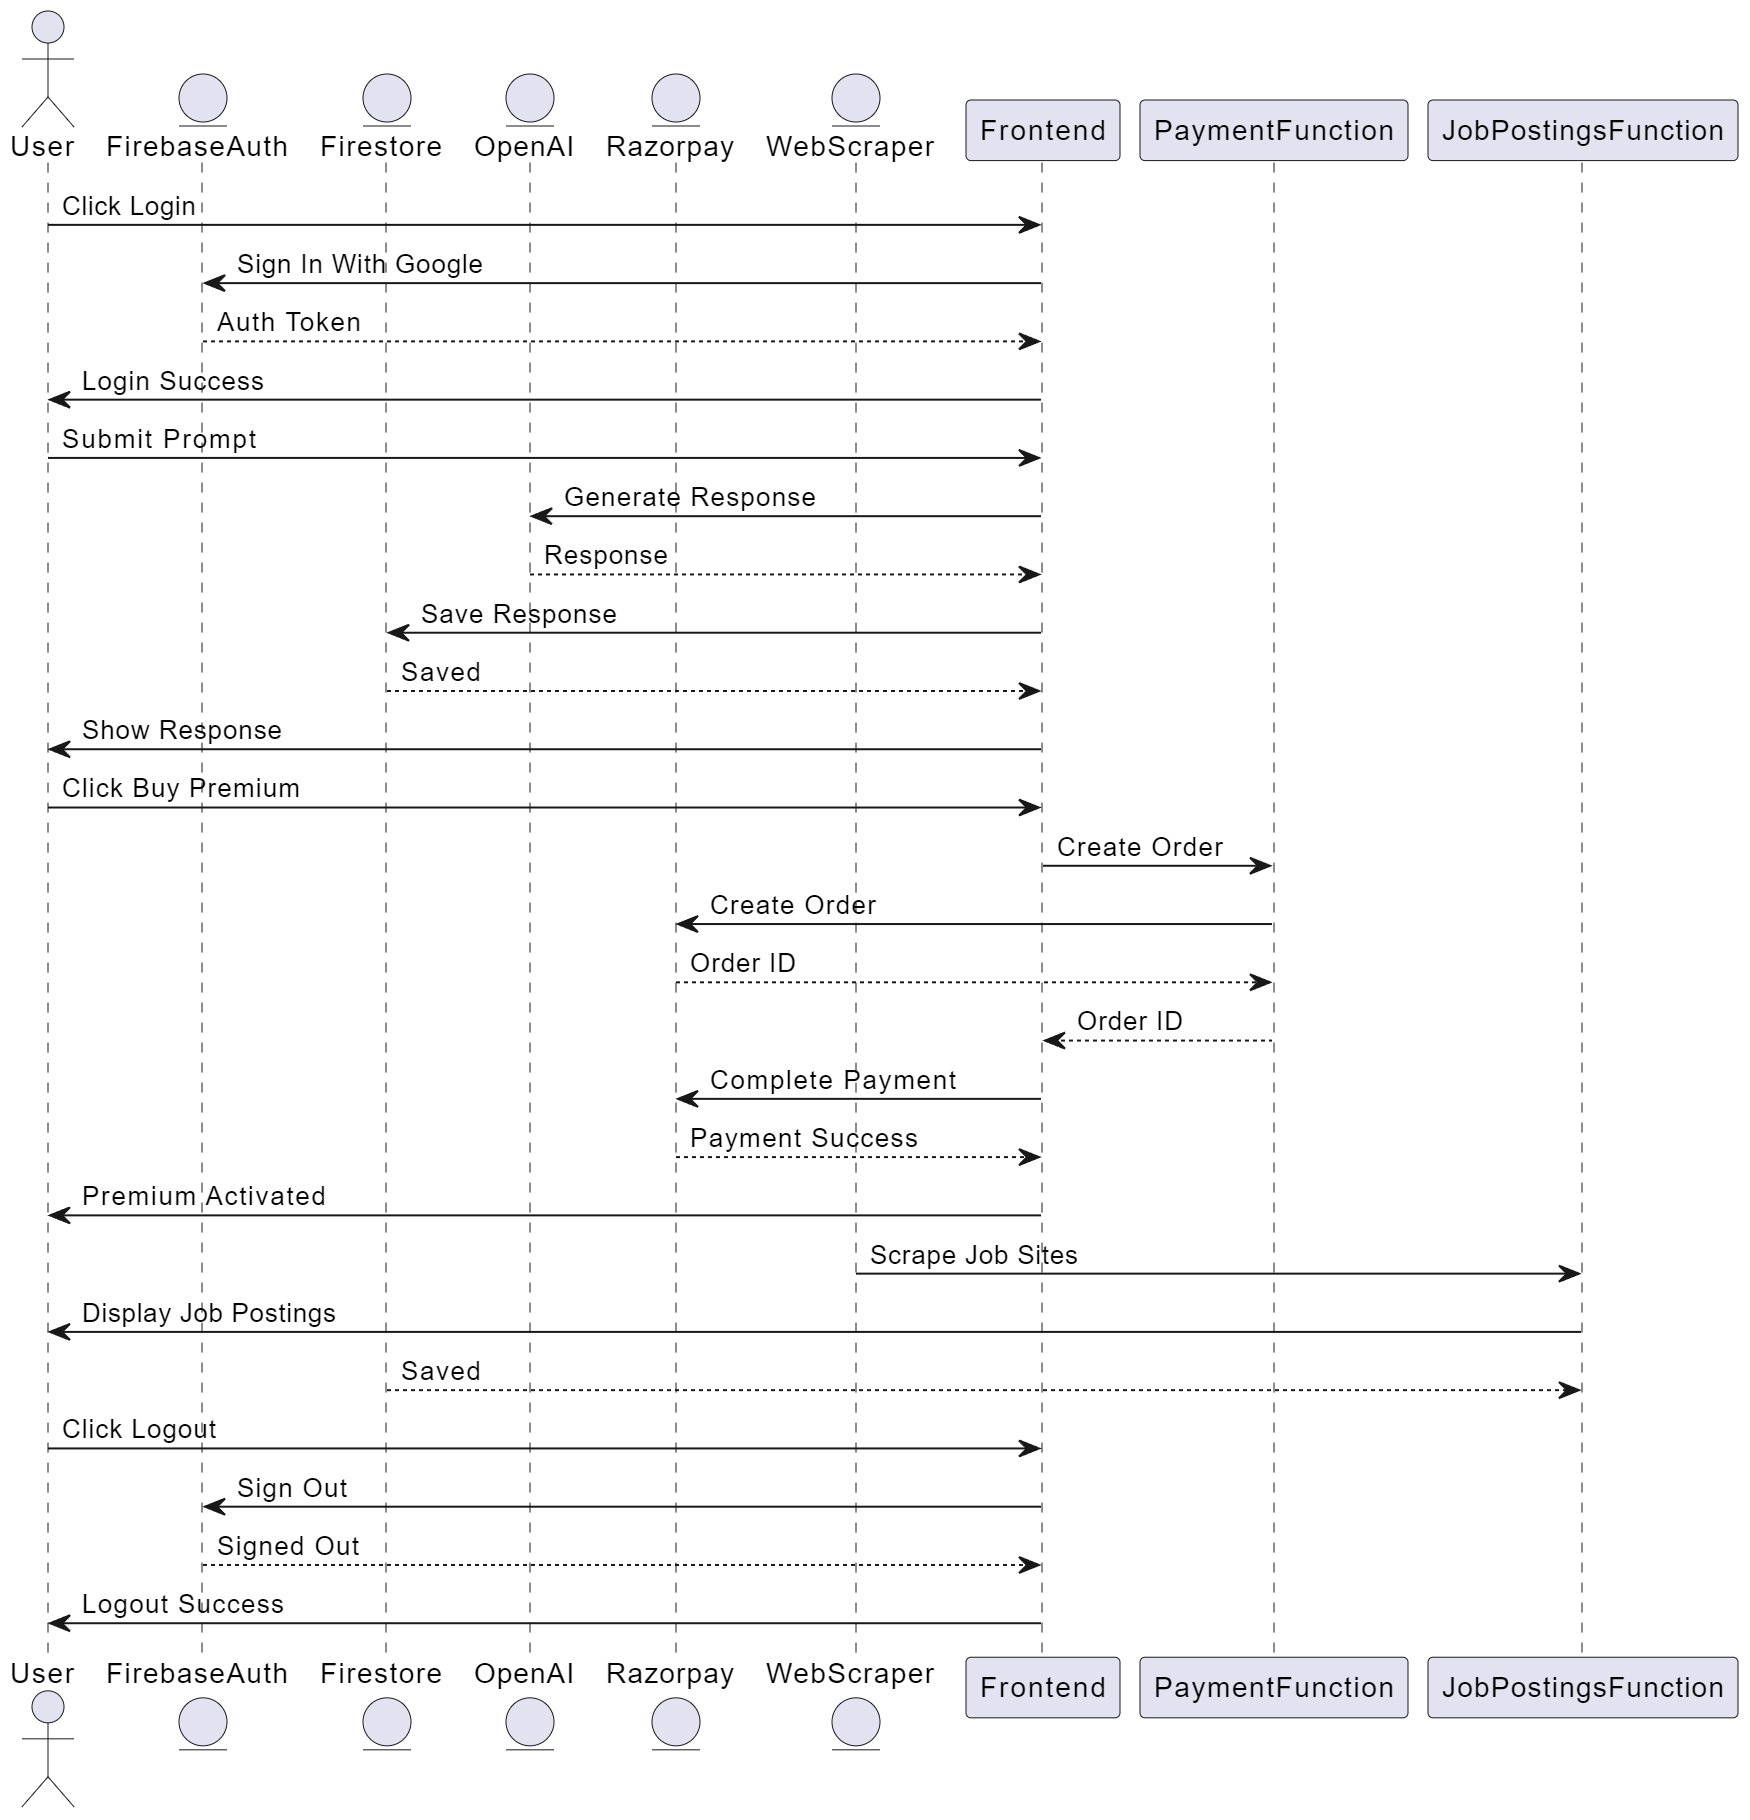 User
FirebaseAuth
Firestore
OpenAI
Razorpay
WebScraper
Frontend
PaymentFunction
JobPostingsFunction
Click Login
Sign In With Google
Auth Token
Login Success
Submit Prompt
Generate Response
Response
Save Response
Saved
Show Response
Click Buy Premium
Create Order
Create Order
Order ID
Order ID
Complete Payment
Payment Success
Premium Activated
Scrape Job Sites
Display Job Postings
Saved
Click Logout
Sign Out
Signed Out
Logout Success
User
FirebaseAuth
Firestore
OpenAI
Razorpay
WebScraper
Frontend
PaymentFunction
JobPostingsFunction